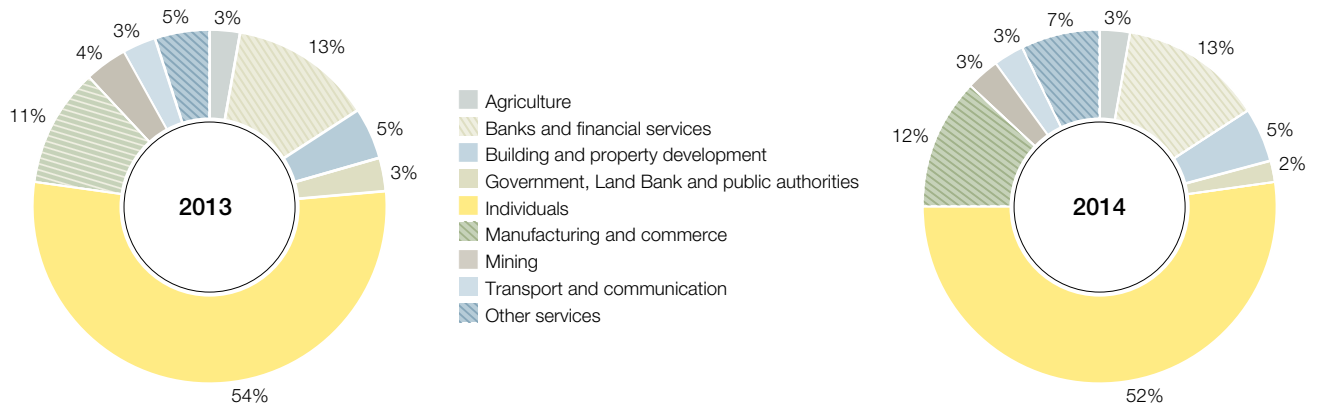 5%
3%
3%
4%
13%
11%
5%
3%
2013
54%
Agriculture
Banks and financial services
Building and property development
Government, Land Bank and public authorities
Individuals
Manufacturing and commerce
Mining
Transport and communication
Other services
7%
3%
3%
3%
13%
12%
5%
2%
2014
52%